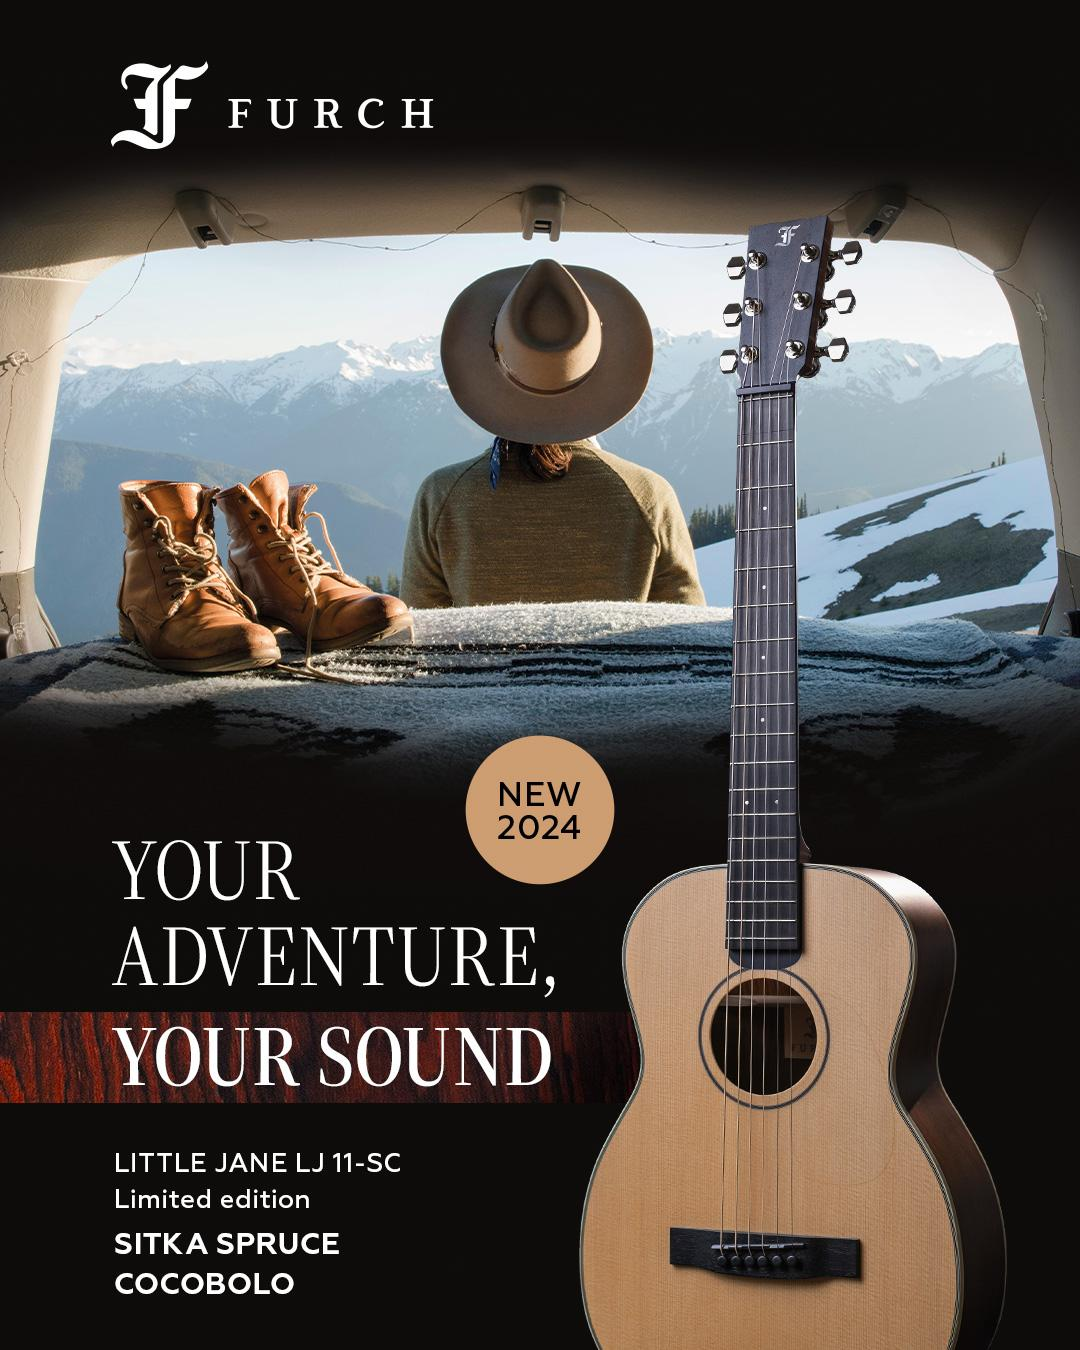 F FURCH
F
NEW
2024
YOUR
ADVENTURE,
YOUR SOUND
LITTLE JANE LJ 11-SC
Limited edition
SITKA SPRUCE
COCOBOLO